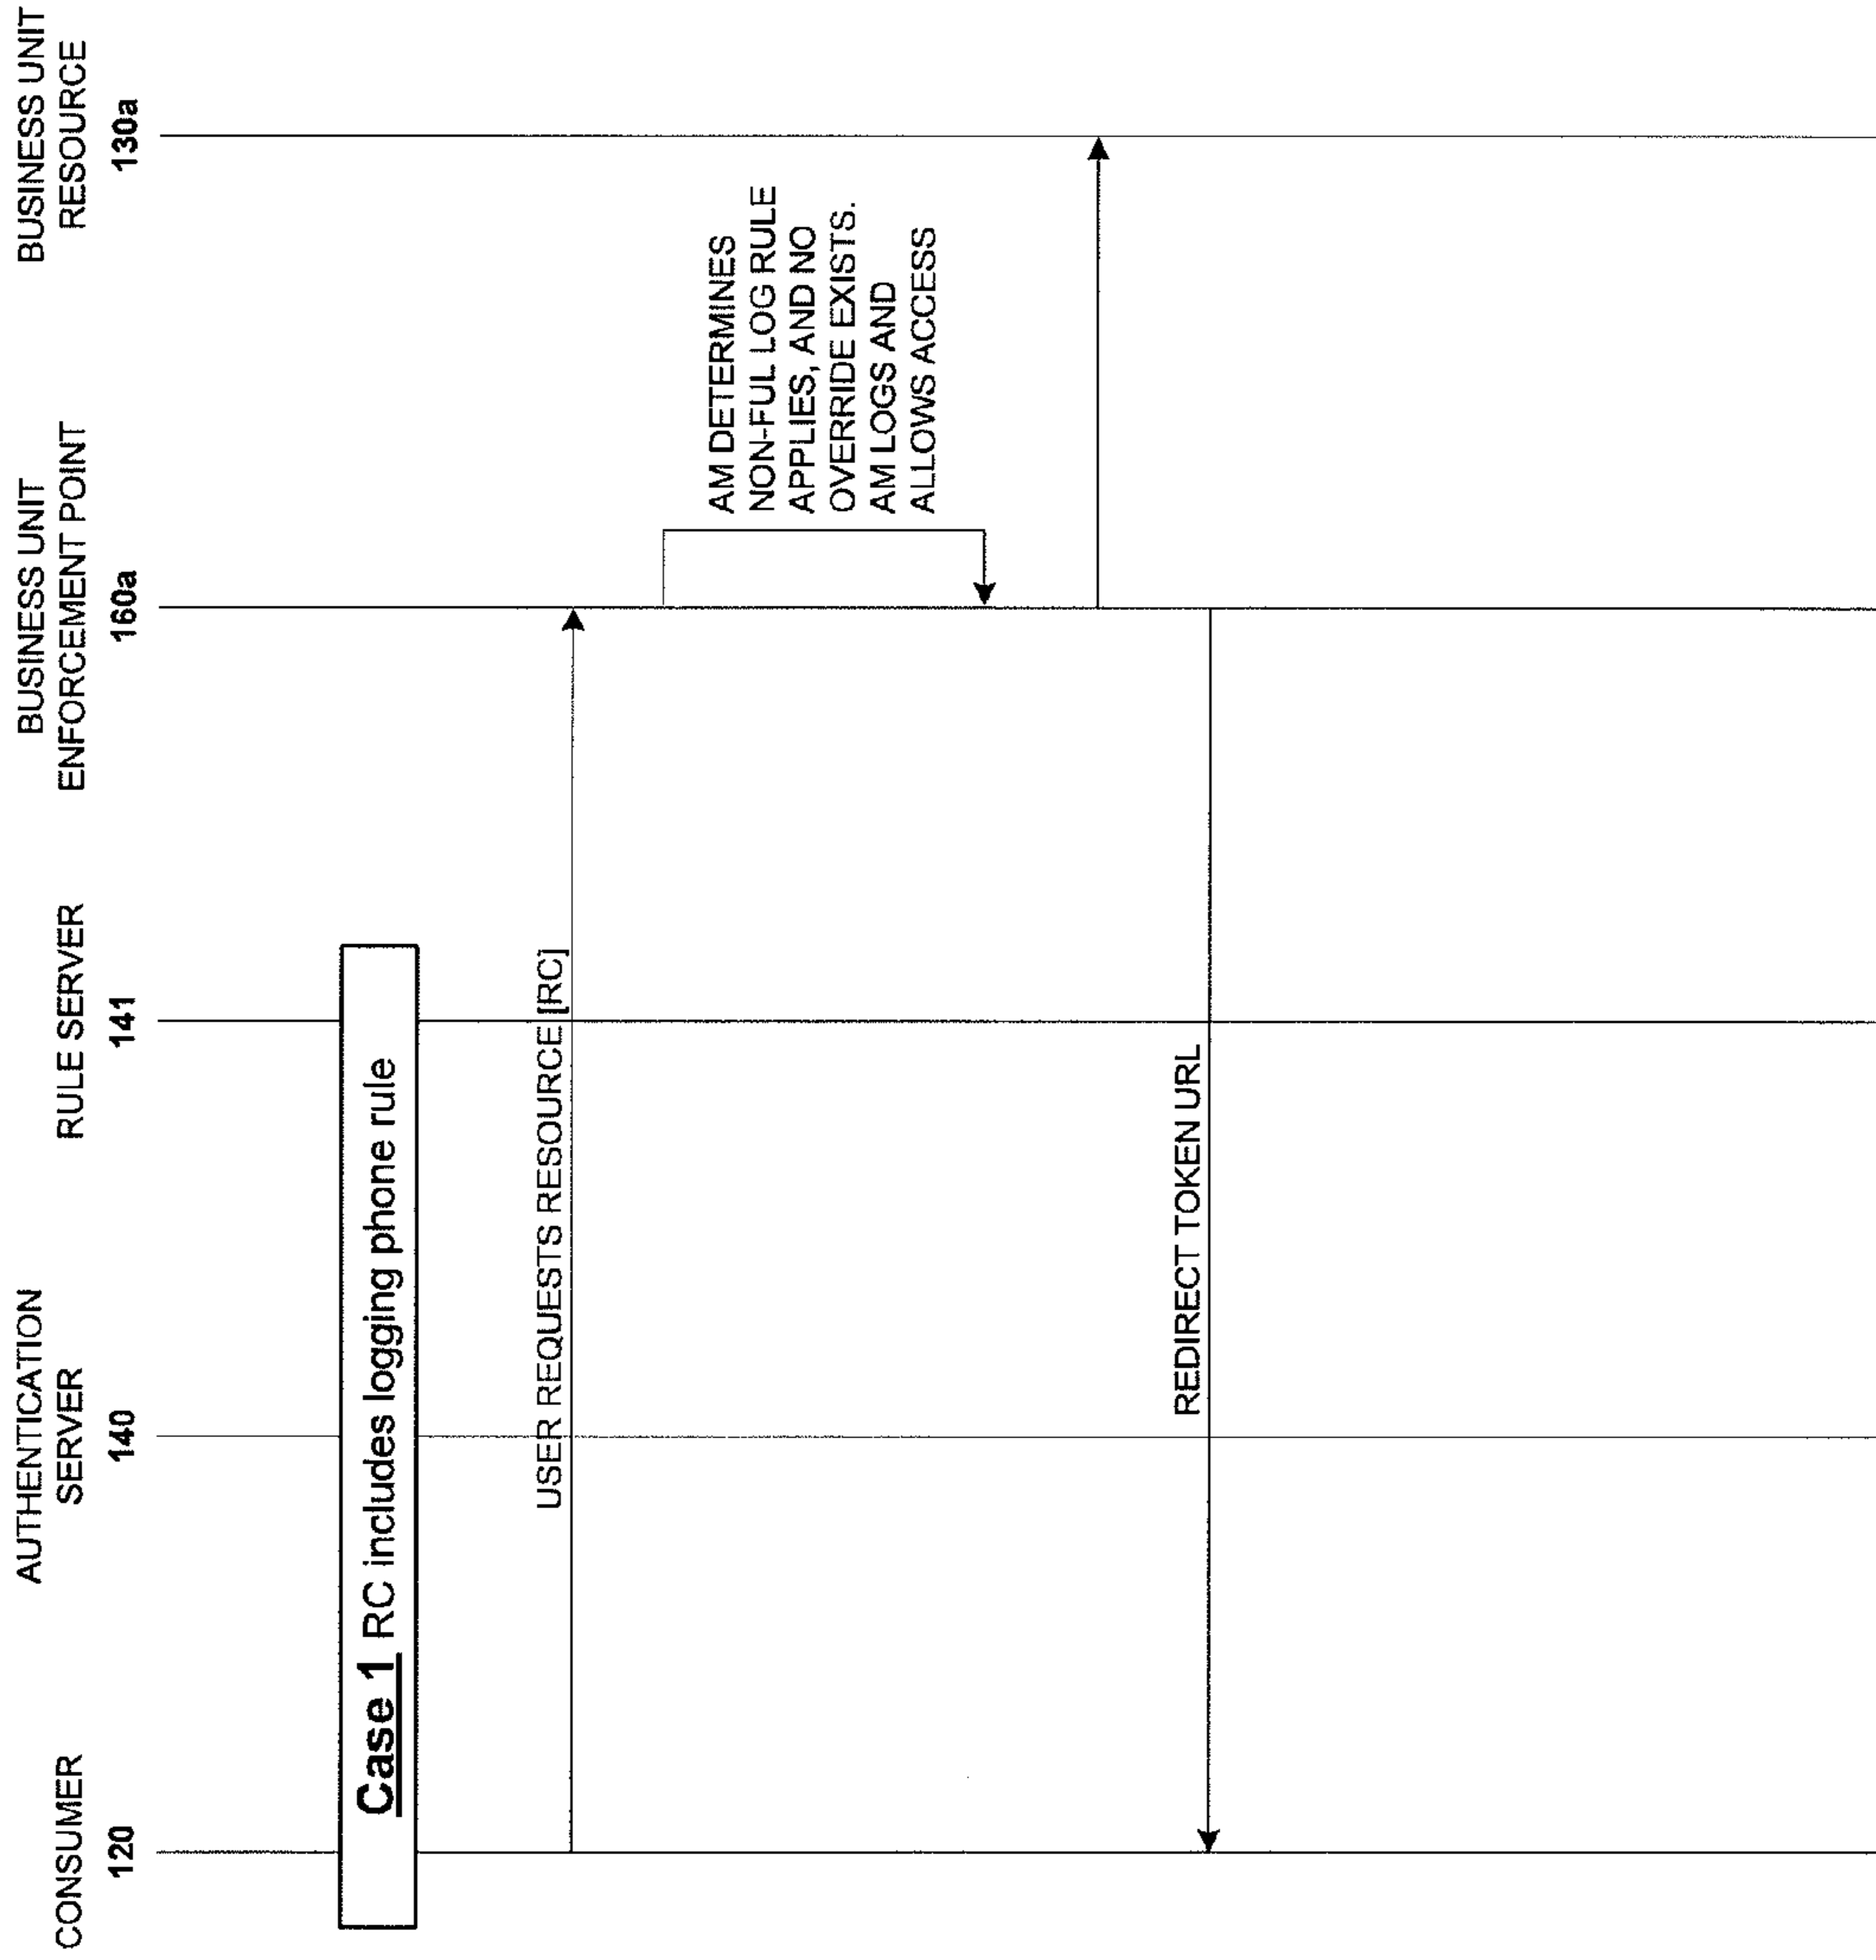 CONSUMER
120
AUTHENTICATION
SERVER
140
RULE SERVER
141
BUSINESS UNIT
ENFORCEMENT POINT
160a
BUSINESS UNIT
RESOURCE
130a
Case 1 RC includes logging phone rule
USER REQUESTS RESOURCE [RC]
AM DETERMINES
NON-FUL LOG RULE
APPLIES, AND NO
OVERRIDE EXISTS.
AM LOGS AND
ALLOWS ACCESS
REDIRECT TOKEN URL